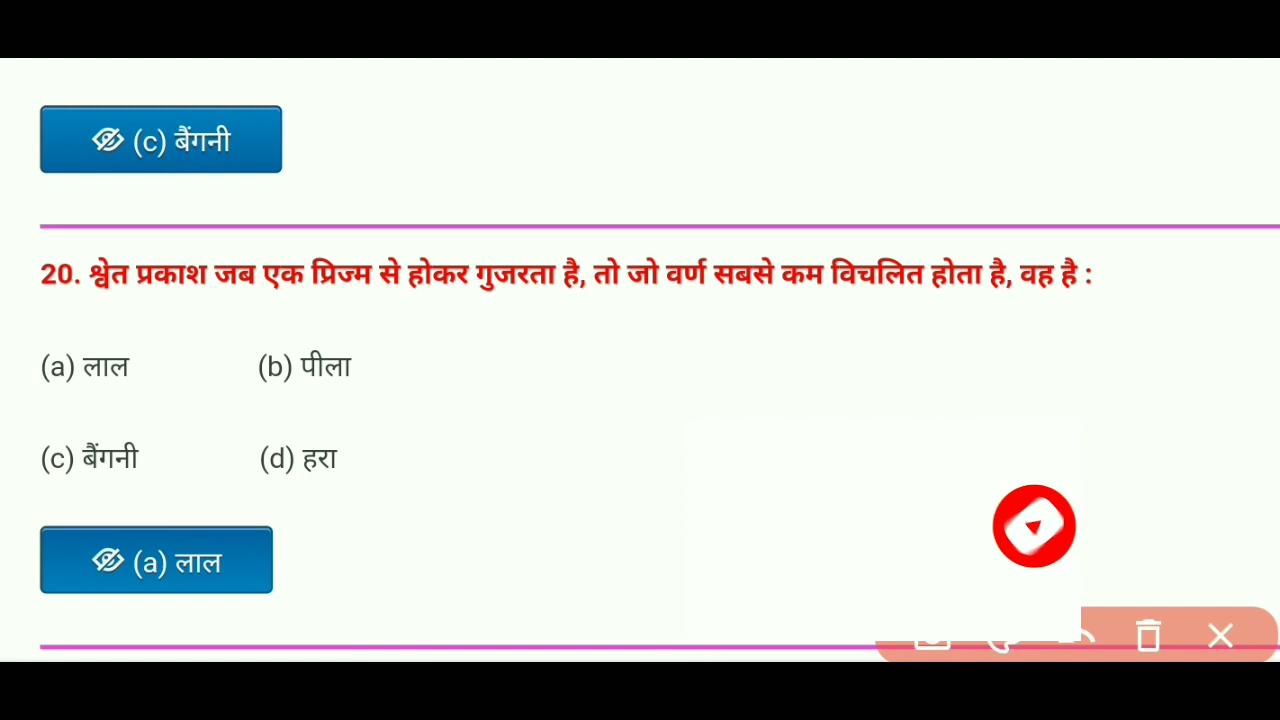 (c) बैंगनी
20. श्वेत प्रकाश जब एक प्रिज्म से होकर गुजरता है, तो जो वर्ण सबसे कम विचलित होता है, वह है :
(a) लाल (b) पीला
(c) बैंगनी (d) हरा
(a) लाल